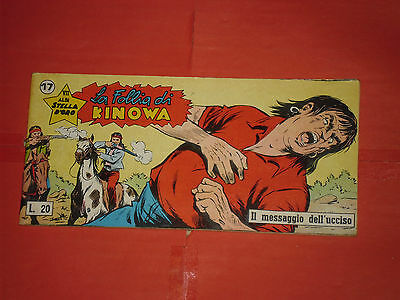 17
VII
ALBI
STELLA
D'ORO
La Follia di
KINOWA
L. 20
Il messaggio dell'ucciso